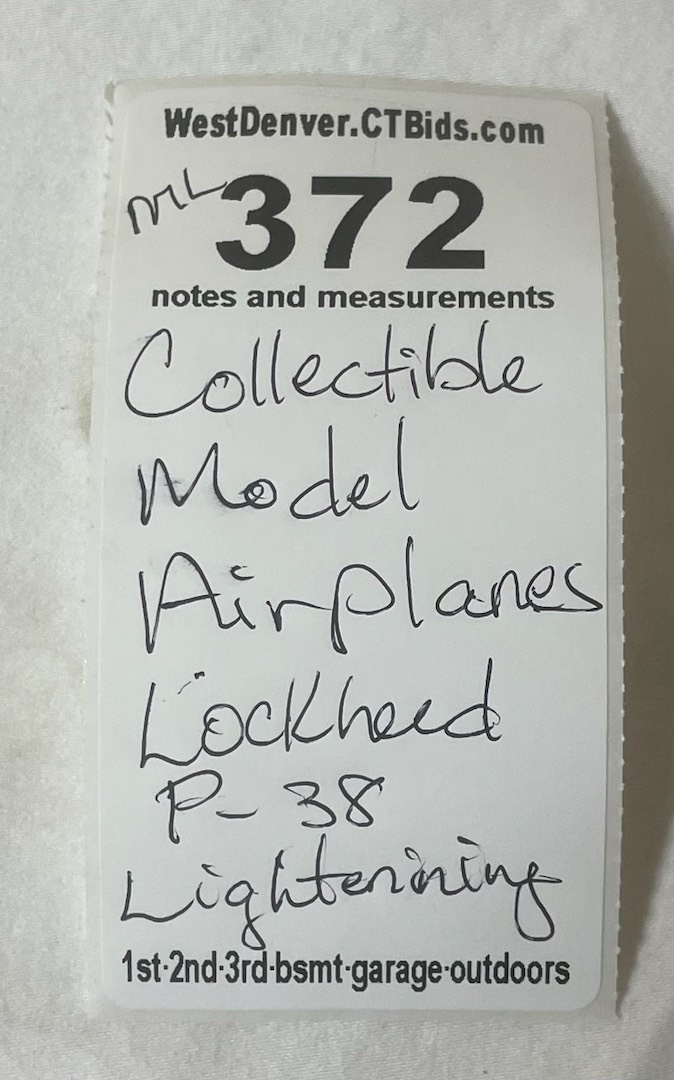 WestDenver.CTBids.com
ML 372
notes and measurements
Collectible
Model
Airplanes
Lockheed
P-38
Lightenining
1st·2nd·3rd·bsmt·garage·outdoors